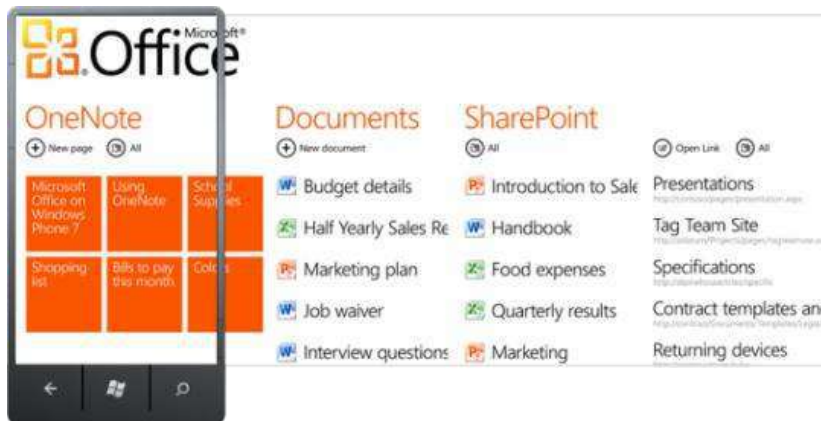 Microsoft®
Office
OneNote
New page
All
Microsoft Office on Windows Phone 7
Using OneNote
School Supplies
Shopping list
Bills to pay this month
Colors
Documents
New document
Budget details
Half Yearly Sales Re
Marketing plan
Job waiver
Interview questions
SharePoint
All
Introduction to Sale
Handbook
Food expenses
Quarterly results
Marketing
Open Link
All
Presentations
Tag Team Site
Specifications
Contract templates an
Returning devices